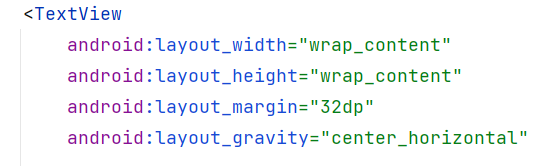 <TextView
android:layout_width="wrap_content"
android:layout_height="wrap_content"
android:layout_margin="32dp"
android:layout_gravity="center_horizontal"